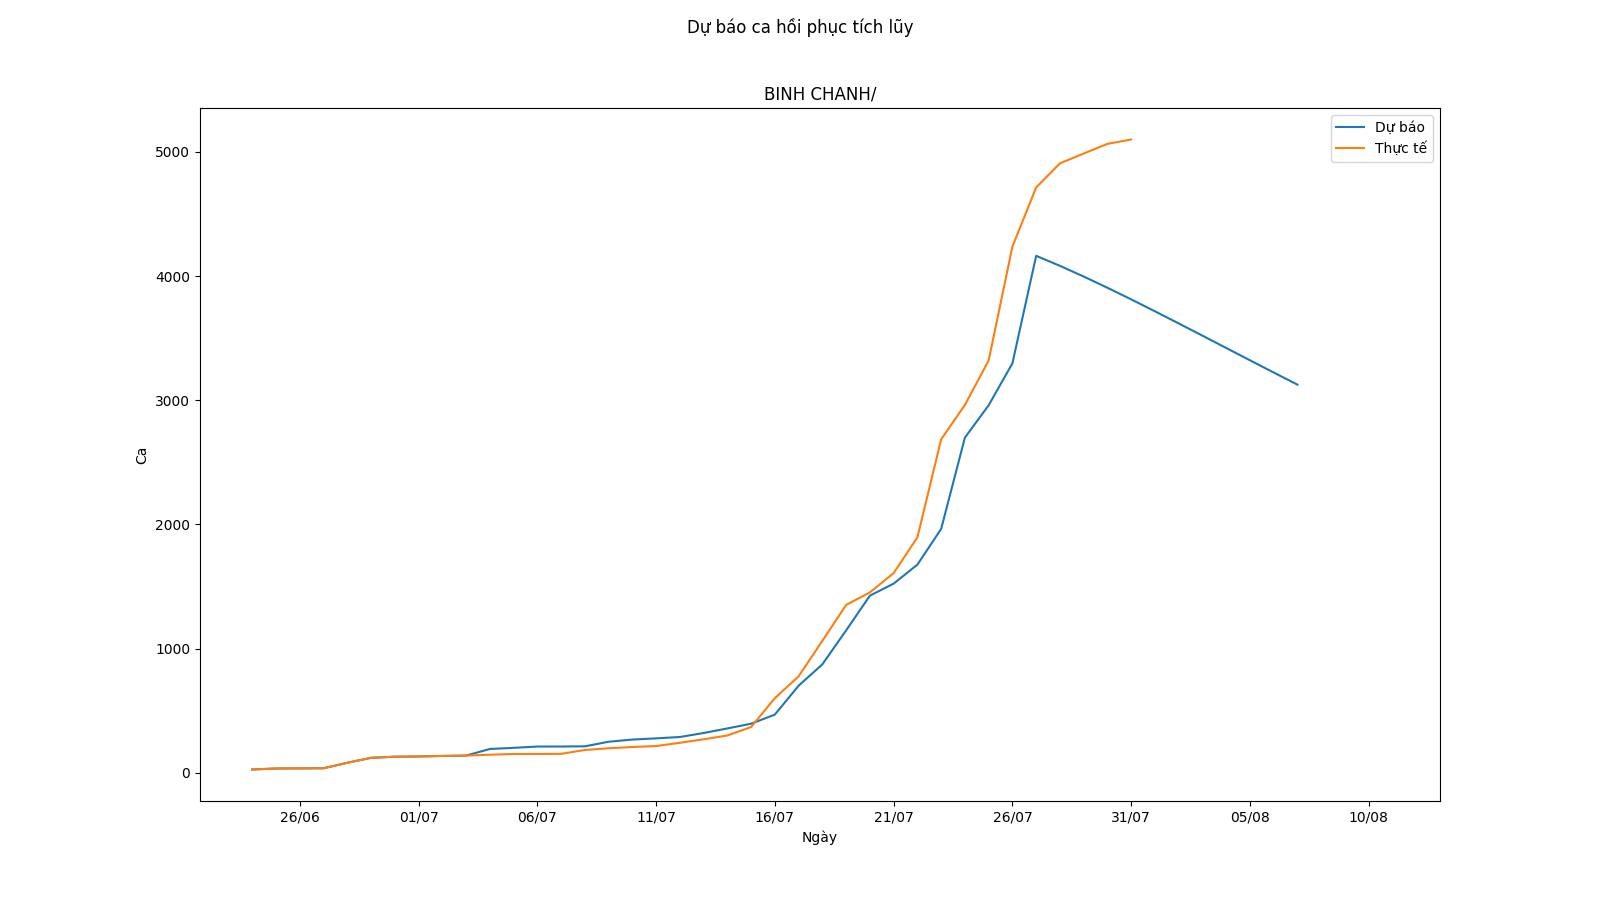 Dự báo ca hồi phục tích lũy
BINH CHANH/
Dự báo
Thực tế
5000
4000
3000
2000
1000
0
Ca
26/06 01/07 06/07 11/07 16/07 21/07 26/07 31/07 05/08 10/08
Ngày